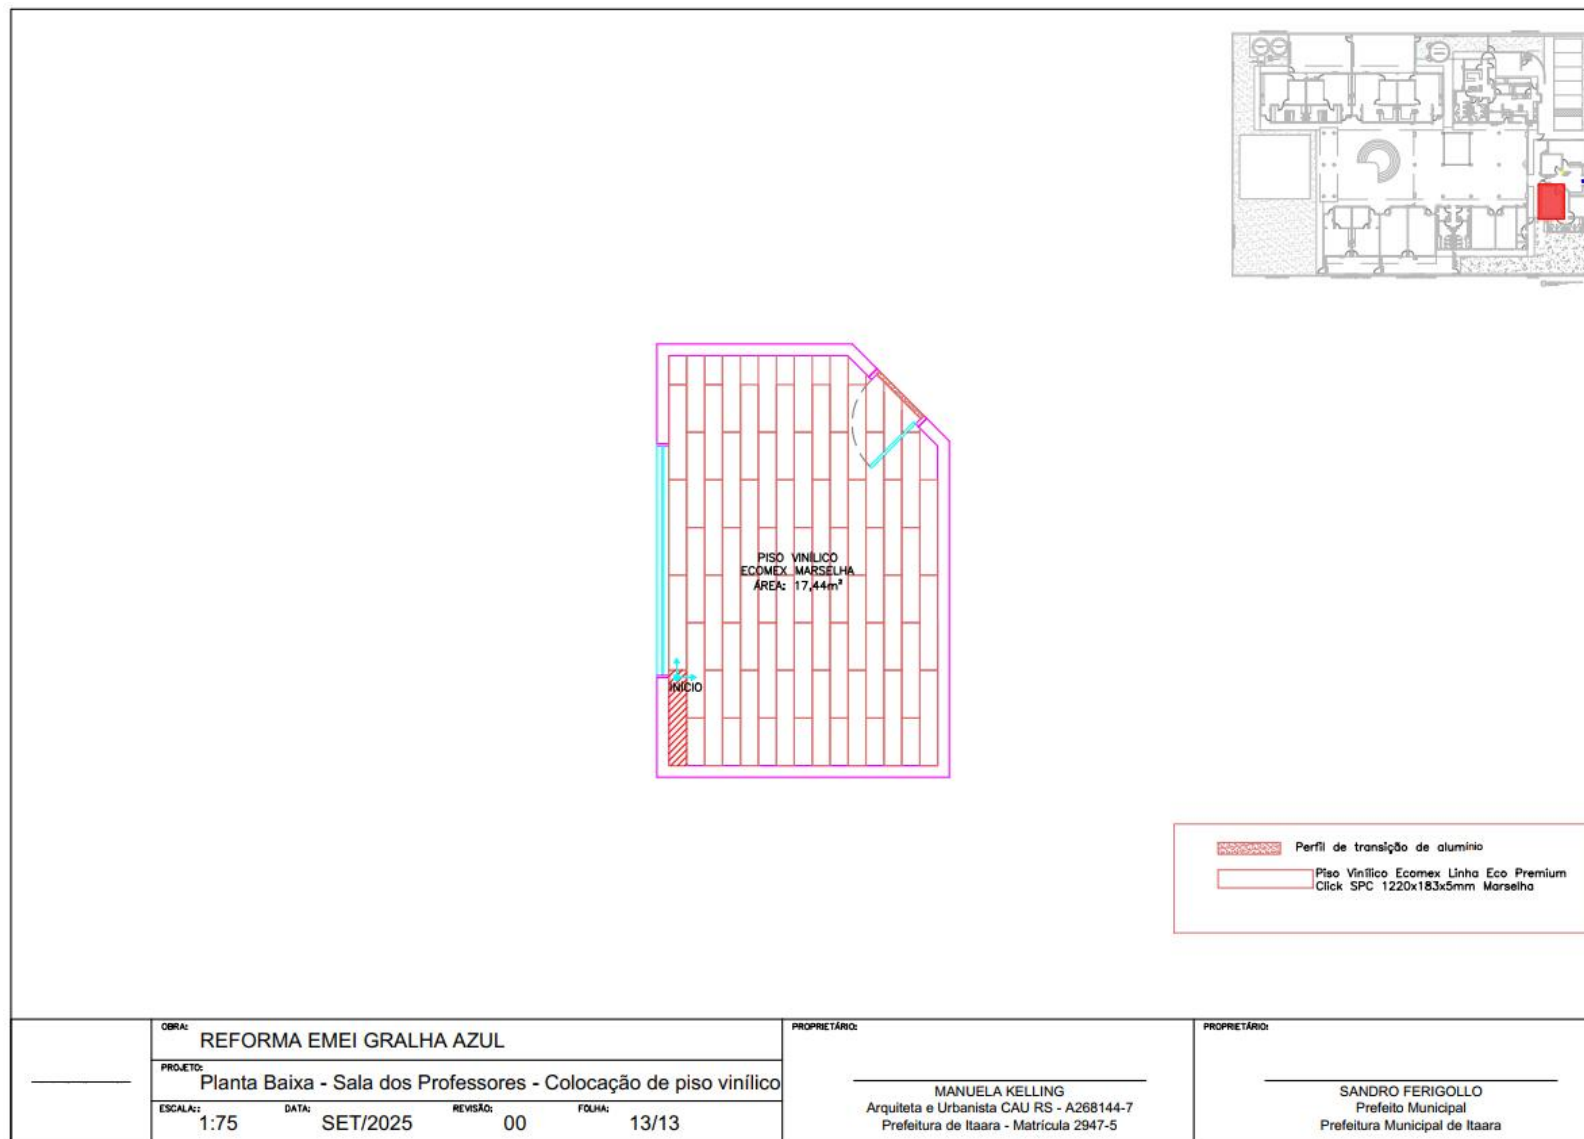 PISO VINÍLICO
ECOMEX MARSELHA
ÁREA: 17,44m²
INÍCIO
Perfil de transição de alumínio
Piso Vinílico Ecomex Linha Eco Premium
Click SPC 1220x183x5mm Marselha
OBRA:
REFORMA EMEI GRALHA AZUL
PROJETO:
Planta Baixa - Sala dos Professores - Colocação de piso vinílico
ESCALA::
1:75
DATA:
SET/2025
REVISÃO:
00
FOLHA:
13/13
PROPRIETÁRIO:
MANUELA KELLING
Arquiteta e Urbanista CAU RS - A268144-7
Prefeitura de Itaara - Matrícula 2947-5
PROPRIETÁRIO:
SANDRO FERIGOLLO
Prefeito Municipal
Prefeitura Municipal de Itaara